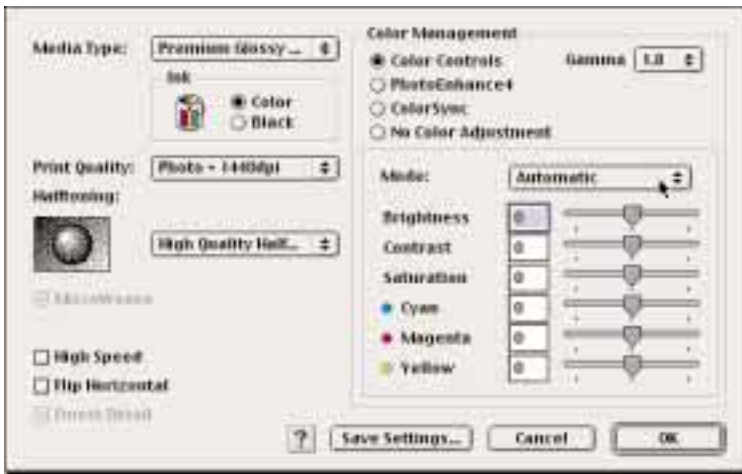 Media Type: Premium Glossy ...
Ink
Color
Black
Print Quality: Photo - 1440dpi
Halftoning:
High Quality Half...
MicroWeave
High Speed
Flip Horizontal
Finest Detail
Color Management
Color Controls
Gamma 1.8
PhotoEnhance4
ColorSync
No Color Adjustment
Mode: Automatic
Brightness 0
Contrast 0
Saturation 0
Cyan 0
Magenta 0
Yellow 0
? Save Settings... Cancel OK